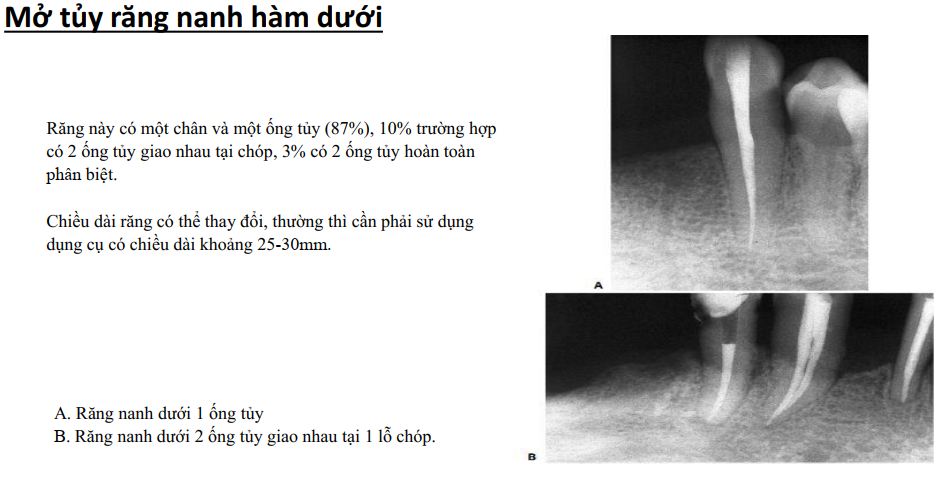 Mở tủy răng nanh hàm dưới
Răng này có một chân và một ống tủy (87%), 10% trường hợp
có 2 ống tủy giao nhau tại chóp, 3% có 2 ống tủy hoàn toàn
phân biệt.
Chiều dài răng có thể thay đổi, thường thì cần phải sử dụng
dụng cụ có chiều dài khoảng 25-30mm.
A
B
A. Răng nanh dưới 1 ống tủy
B. Răng nanh dưới 2 ống tủy giao nhau tại 1 lỗ chóp.